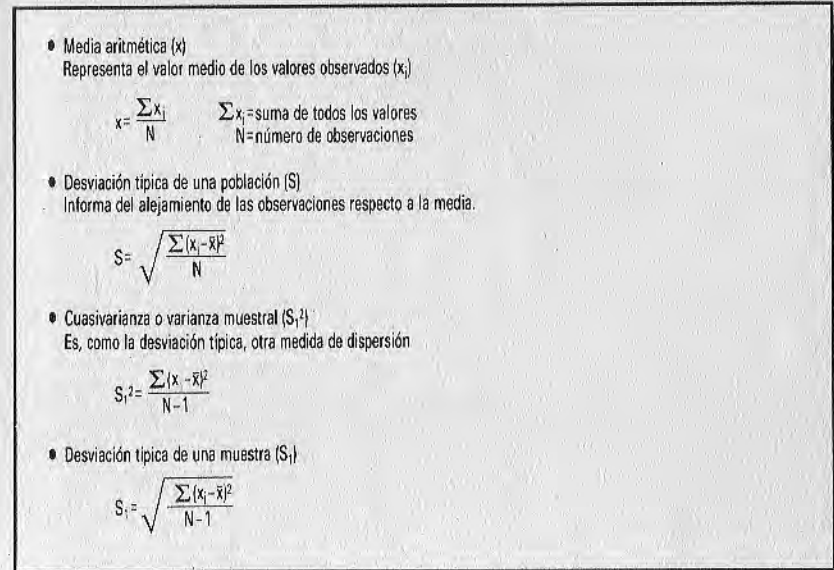 • Media aritmética (x)
Representa el valor medio de los valores observados (xᵢ)
x= ∑xᵢ / N ∑xᵢ=suma de todos los valores
N=número de observaciones
• Desviación típica de una población (S)
Informa del alejamiento de las observaciones respecto a la media.
S= √ ∑(xᵢ-x̄)² / N
• Cuasivarianza o varianza muestral (S₁²)
Es, como la desviación típica, otra medida de dispersión
S₁²= ∑(x -x̄)² / N-1
• Desviación típica de una muestra (S₁)
S₁= √ ∑(xᵢ-x̄)² / N-1